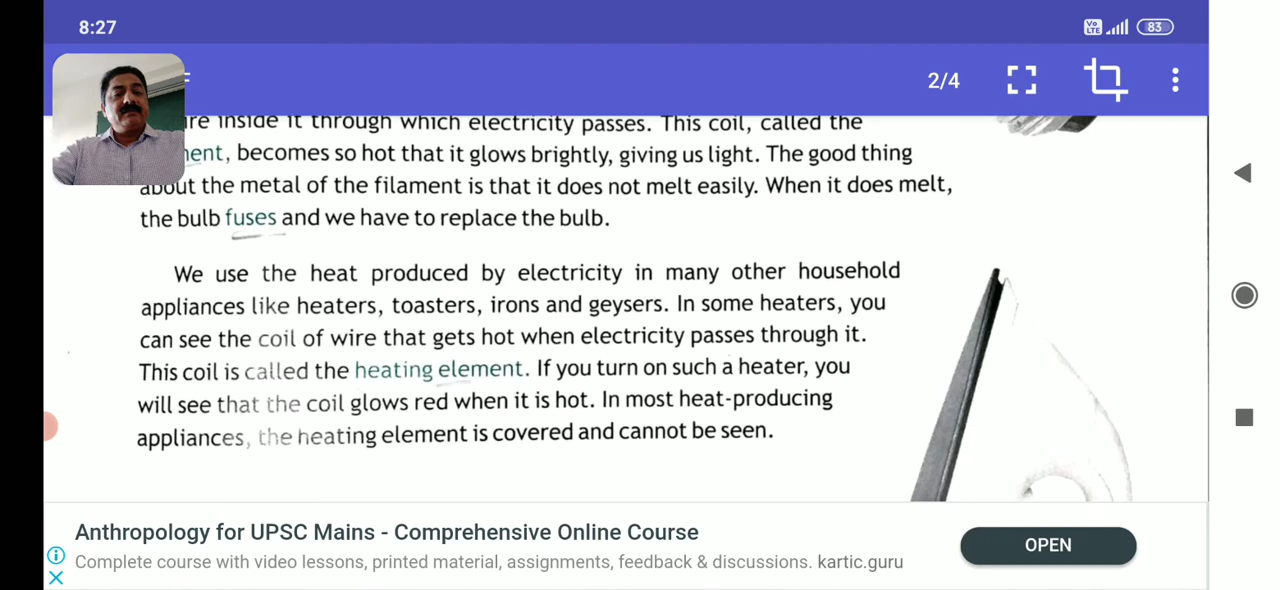 8:27
Vo LTE 83
2/4
re inside it through which electricity passes. This coil, called the
ment, becomes so hot that it glows brightly, giving us light. The good thing
about the metal of the filament is that it does not melt easily. When it does melt,
the bulb fuses and we have to replace the bulb.
We use the heat produced by electricity in many other household
appliances like heaters, toasters, irons and geysers. In some heaters, you
can see the coil of wire that gets hot when electricity passes through it.
This coil is called the heating element. If you turn on such a heater, you
will see that the coil glows red when it is hot. In most heat-producing
appliances, the heating element is covered and cannot be seen.
Anthropology for UPSC Mains - Comprehensive Online Course
Complete course with video lessons, printed material, assignments, feedback & discussions. kartic.guru
OPEN